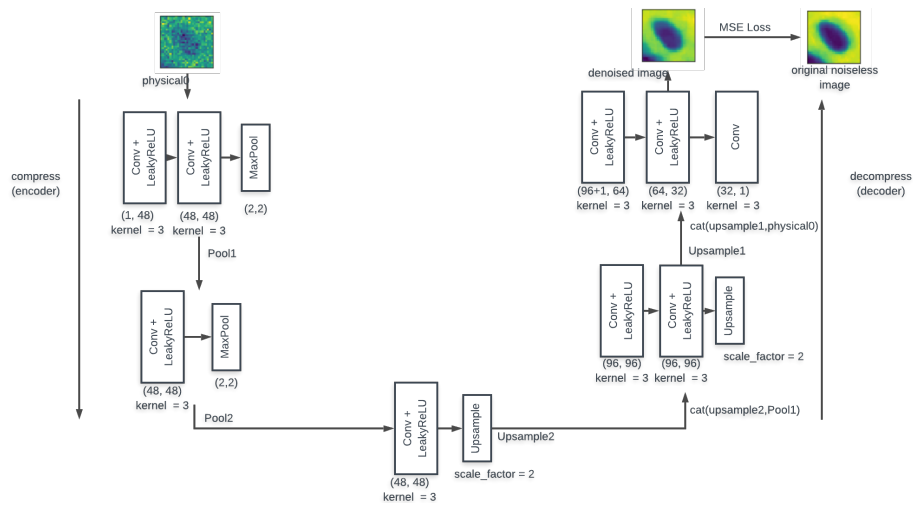 MSE Loss
physical0
denoised image
original noiseless
image
compress
(encoder)
Conv +
LeakyReLU
Conv +
LeakyReLU
MaxPool
(1, 48)
kernel = 3
(48, 48)
kernel = 3
(2,2)
Pool1
Conv +
LeakyReLU
MaxPool
(48, 48)
kernel = 3
(2,2)
Pool2
Conv +
LeakyReLU
Upsample
(48, 48)
kernel = 3
scale_factor = 2
Upsample2
cat(upsample2,Pool1)
Conv +
LeakyReLU
Conv +
LeakyReLU
Upsample
(96, 96)
kernel = 3
(96, 96)
kernel = 3
scale_factor = 2
Upsample1
cat(upsample1,physical0)
Conv +
LeakyReLU
Conv +
LeakyReLU
Conv
(96+1, 64)
kernel = 3
(64, 32)
kernel = 3
(32, 1)
kernel = 3
decompress
(decoder)